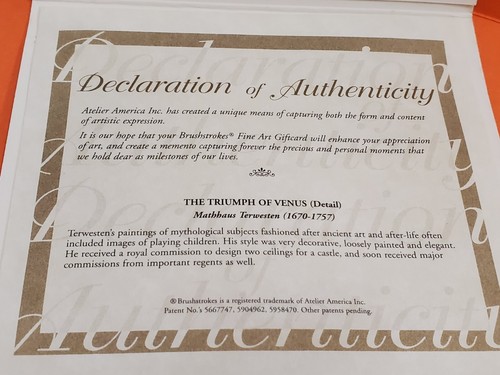 Declaration of Authenticity
Atelier America Inc. has created a unique means of capturing both the form and content
of artistic expression.
It is our hope that your Brushstrokes® Fine Art Giftcard will enhance your appreciation
of art, and create a memento capturing forever the precious and personal moments that
we hold dear as milestones of our lives.
THE TRIUMPH OF VENUS (Detail)
Mathhaus Terwesten (1670-1757)
Terwesten's paintings of mythological subjects fashioned after ancient art and after-life often
included images of playing children. His style was very decorative, loosely painted and elegant.
He received a royal commission to design two ceilings for a castle, and soon received major
commissions from important regents as well.
® Brushstrokes is a registered trademark of Atelier America Inc.
Patent No.'s 5667747, 5904962, 5958470. Other patents pending.